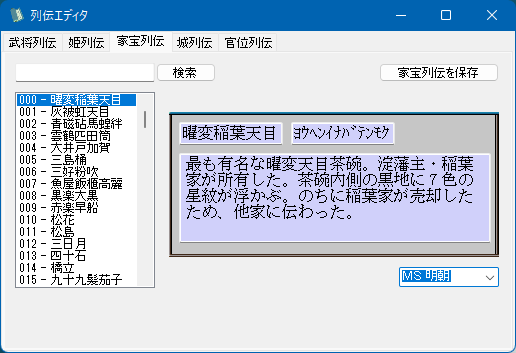 列伝エディタ
武将列伝 姫列伝 家宝列伝 城列伝 官位列伝
検索 家宝列伝を保存
000 - 曜変稲葉天目
001 - 灰被虹天目
002 - 青磁砧馬蝗絆
003 - 雲鶴疋田筒
004 - 大井戸加賀
005 - 三島桶
006 - 三好粉吹
007 - 魚屋飯櫃高麗
008 - 黒楽大黒
009 - 赤楽早船
010 - 松花
011 - 松島
012 - 三日月
013 - 四十石
014 - 橋立
015 - 九十九髪茄子
曜変稲葉天目 ﾖｳﾍﾝｲﾅﾊﾞﾃﾝﾓｸ
最も有名な曜変天目茶碗。淀藩主・稲葉
家が所有した。茶碗内側の黒地に７色の
星紋が浮かぶ。のちに稲葉家が売却した
ため、他家に伝わった。
MS 明朝